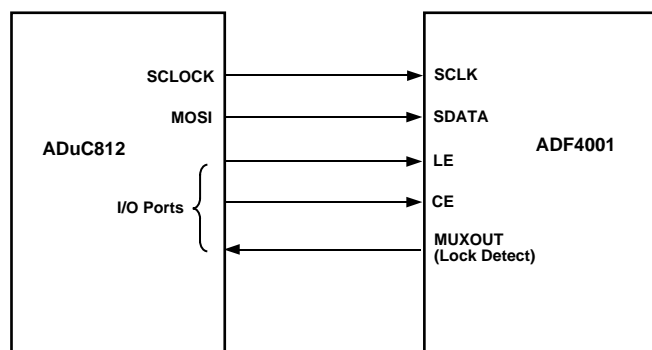 SCLOCK
MOSI
ADuC812
I/O Ports
SCLK
SDATA
LE
CE
MUXOUT
(Lock Detect)
ADF4001